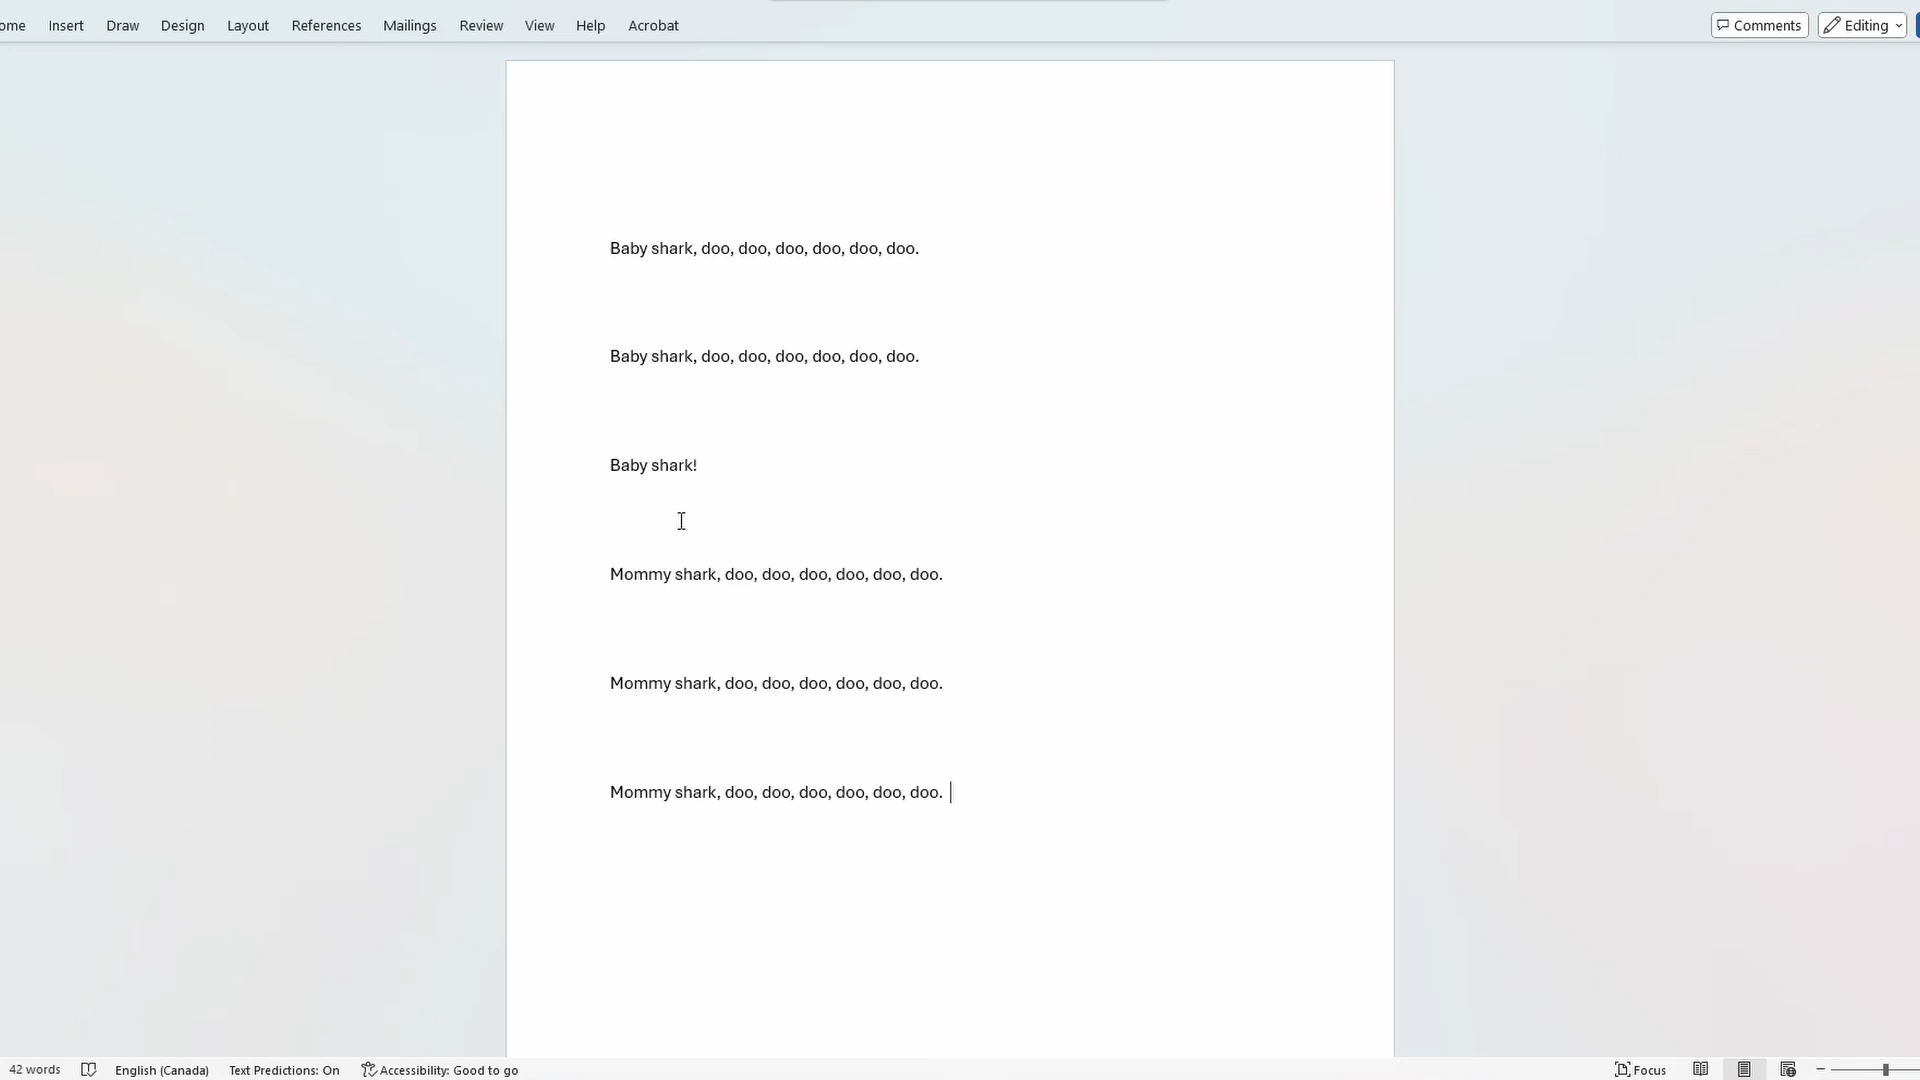 ome Insert Draw Design Layout References Mailings Review View Help Acrobat Comments Editing
Baby shark, doo, doo, doo, doo, doo, doo.
Baby shark, doo, doo, doo, doo, doo, doo.
Baby shark!
Mommy shark, doo, doo, doo, doo, doo, doo.
Mommy shark, doo, doo, doo, doo, doo, doo.
Mommy shark, doo, doo, doo, doo, doo, doo.
42 words English (Canada) Text Predictions: On Accessibility: Good to go Focus